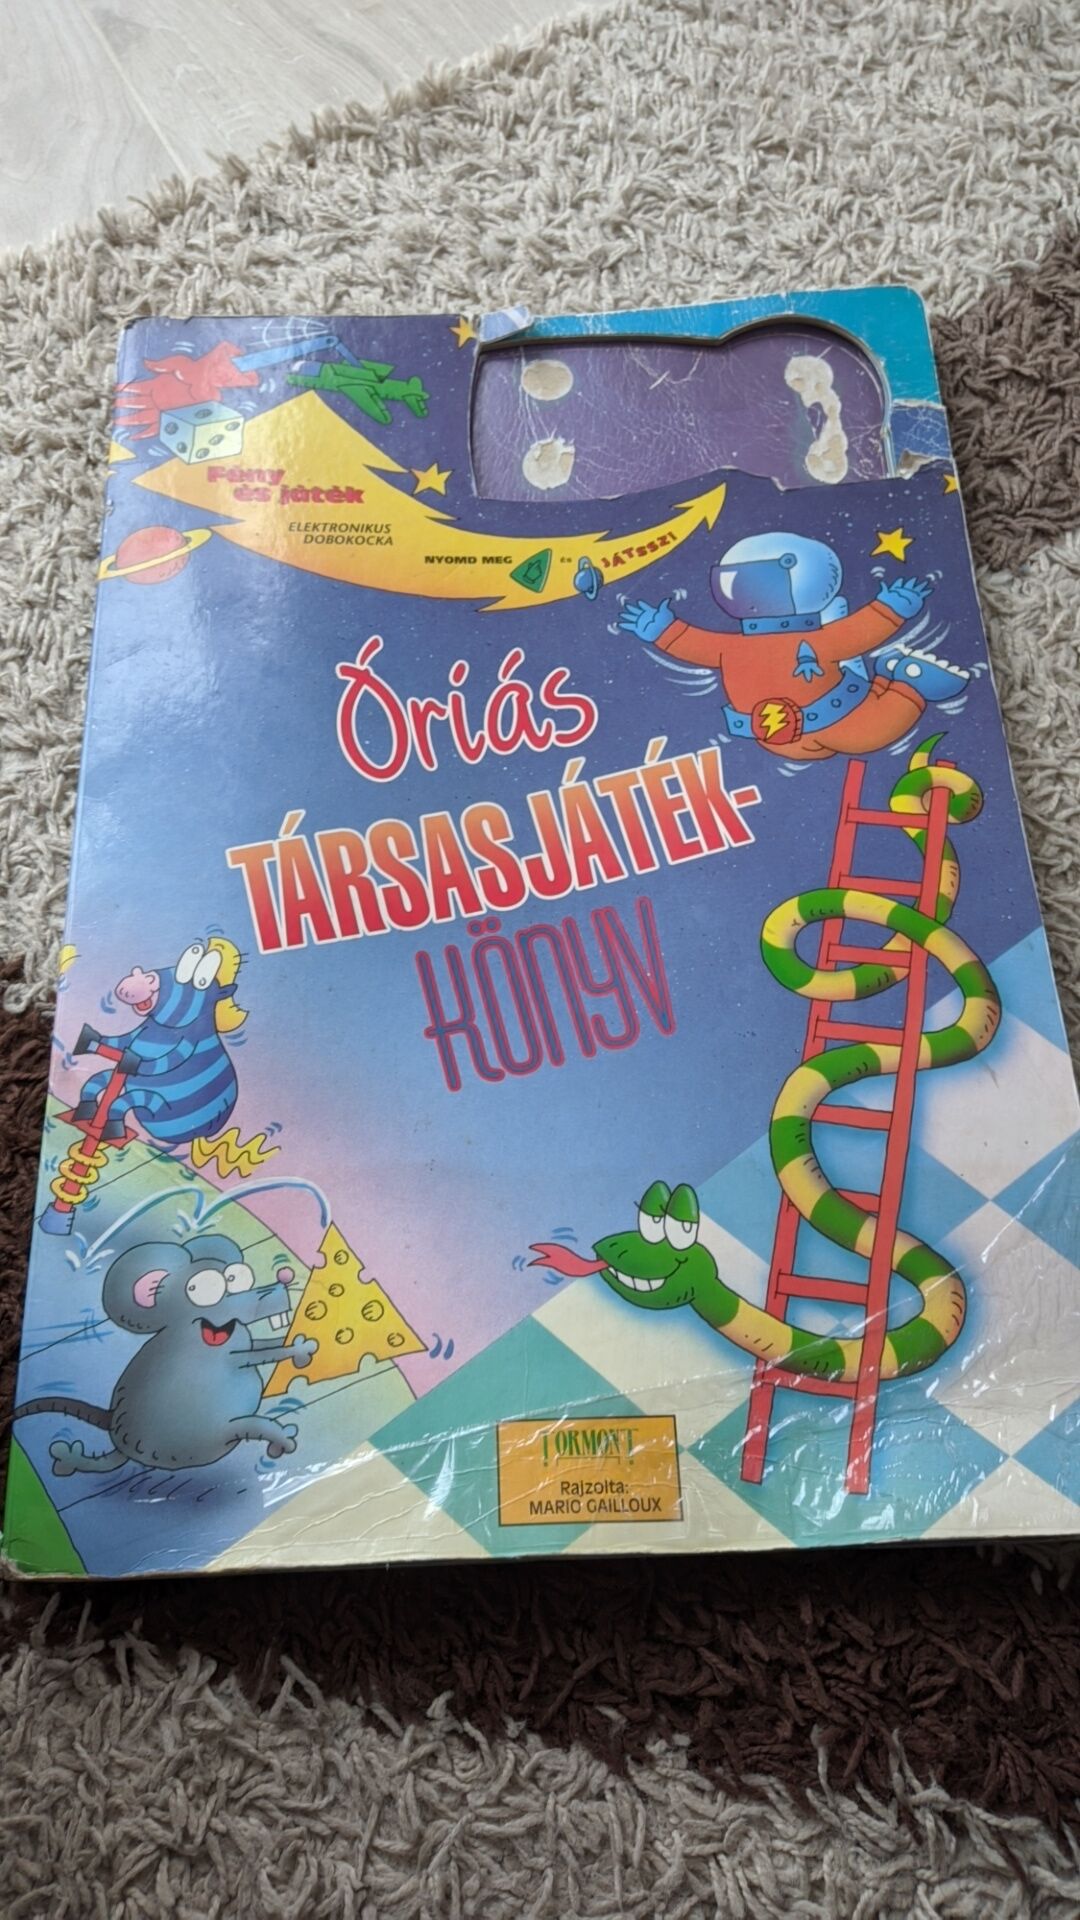 Fény
és játék
ELEKTRONIKUS
DOBOKOCKA
NYOMD MEG ÉS JÁTSSZ!
Óriás
TÁRSASJÁTÉK-
KÖNYV
TORMONT
Rajzolta:
MARIO GAILLOUX